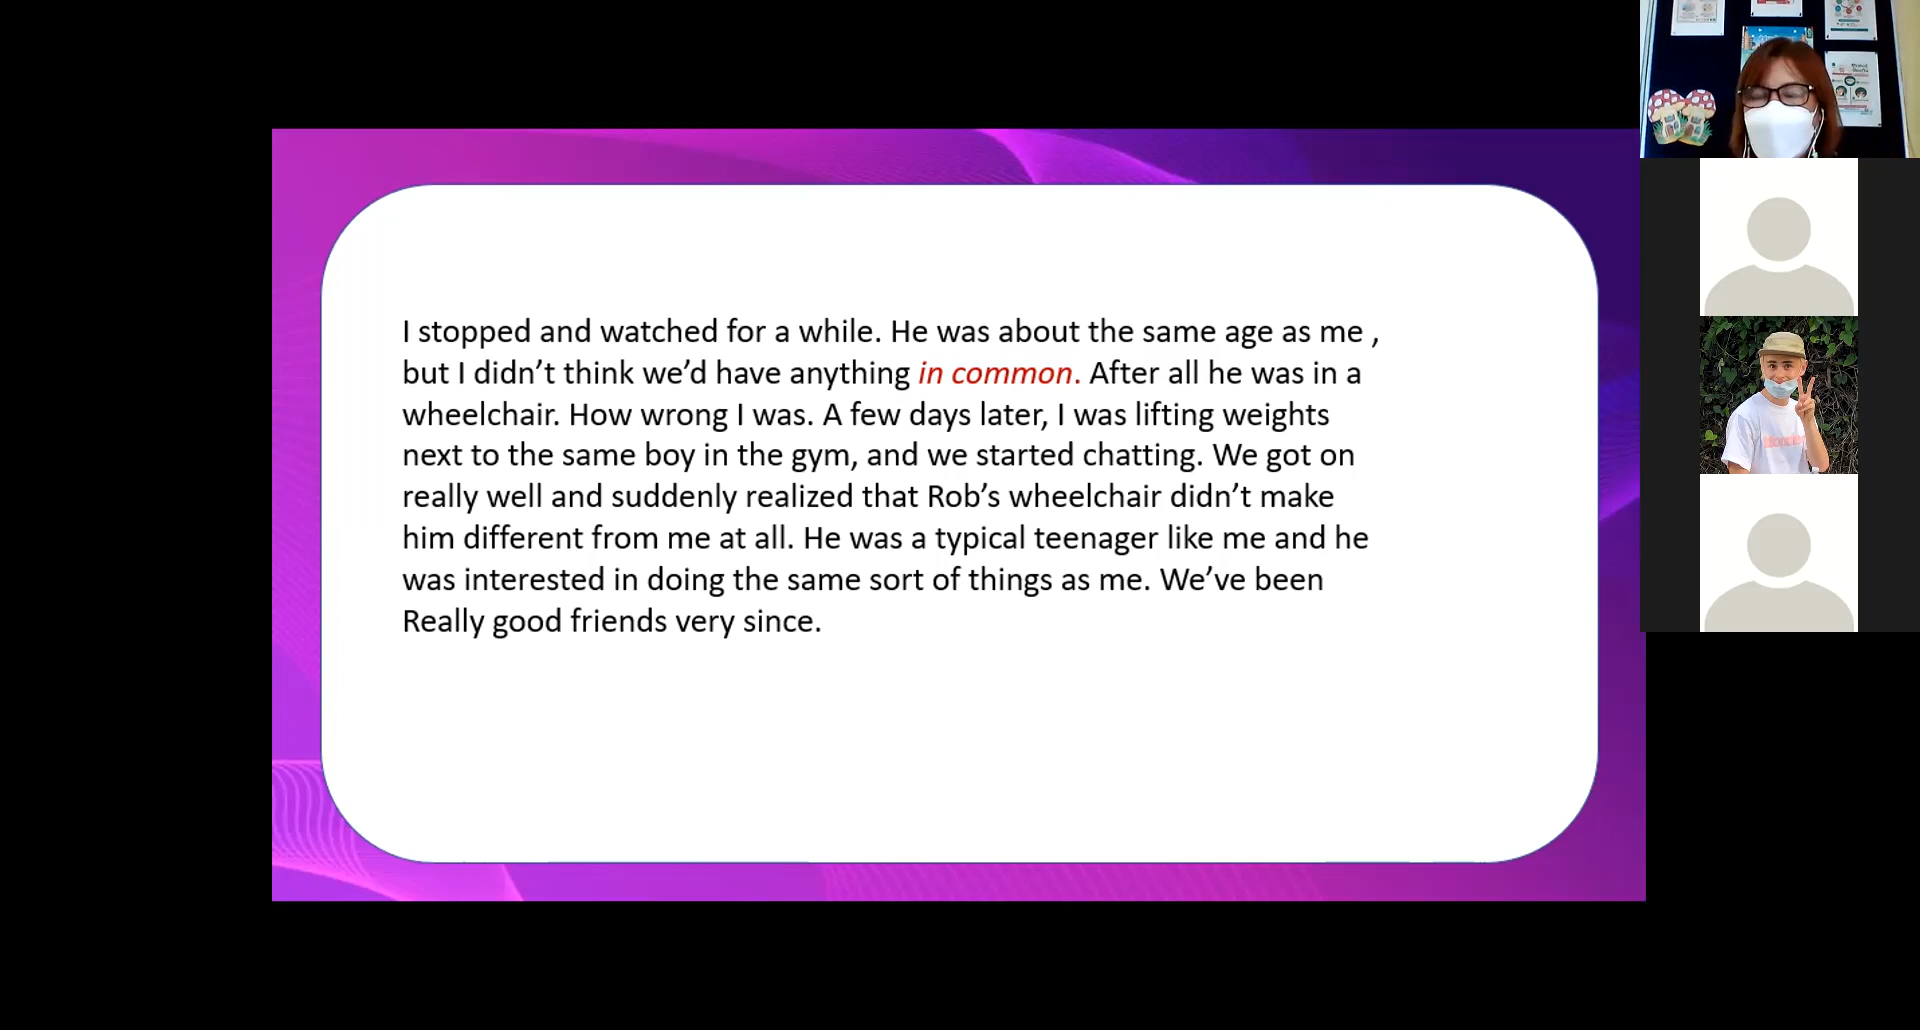 I stopped and watched for a while. He was about the same age as me ,
but I didn’t think we’d have anything in common. After all he was in a
wheelchair. How wrong I was. A few days later, I was lifting weights
next to the same boy in the gym, and we started chatting. We got on
really well and suddenly realized that Rob’s wheelchair didn’t make
him different from me at all. He was a typical teenager like me and he
was interested in doing the same sort of things as me. We’ve been
Really good friends very since.